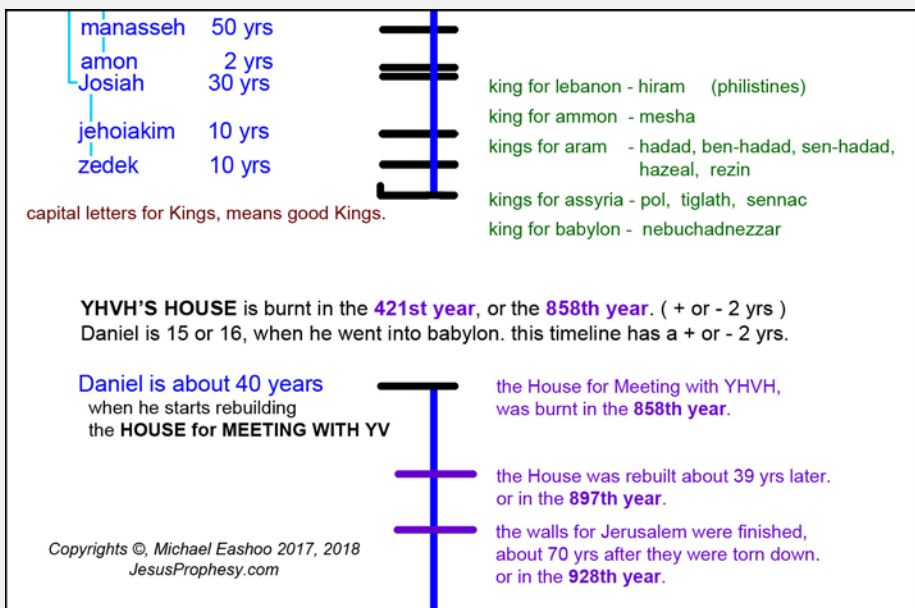 manasseh 50 yrs
amon 2 yrs
Josiah 30 yrs
jehoiakim 10 yrs
zedek 10 yrs
capital letters for Kings, means good Kings.
king for lebanon - hiram (philistines)
king for ammon - mesha
kings for aram - hadad, ben-hadad, sen-hadad,
hazeal, rezin
kings for assyria - pol, tiglath, sennac
king for babylon - nebuchadnezzar
YHVH'S HOUSE is burnt in the 421st year, or the 858th year. ( + or - 2 yrs )
Daniel is 15 or 16, when he went into babylon. this timeline has a + or - 2 yrs.
Daniel is about 40 years
when he starts rebuilding
the HOUSE for MEETING WITH YV
the House for Meeting with YHVH,
was burnt in the 858th year.
the House was rebuilt about 39 yrs later.
or in the 897th year.
the walls for Jerusalem were finished,
about 70 yrs after they were torn down.
or in the 928th year.
Copyrights ©, Michael Eashoo 2017, 2018
JesusProphesy.com